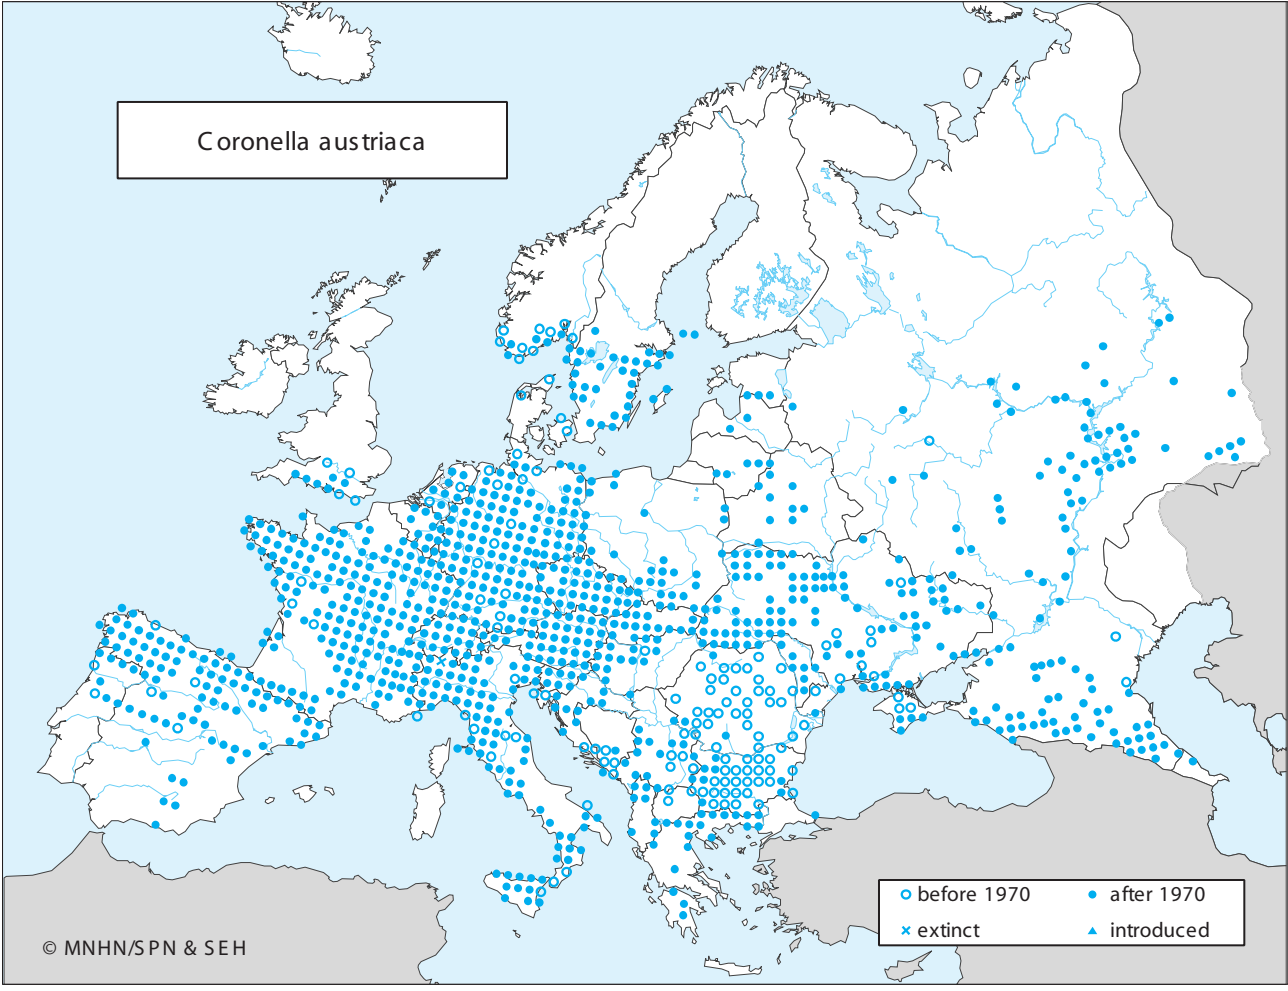 Coronella austriaca
before 1970
after 1970
extinct
introduced
© MNHN/SPN & SEH